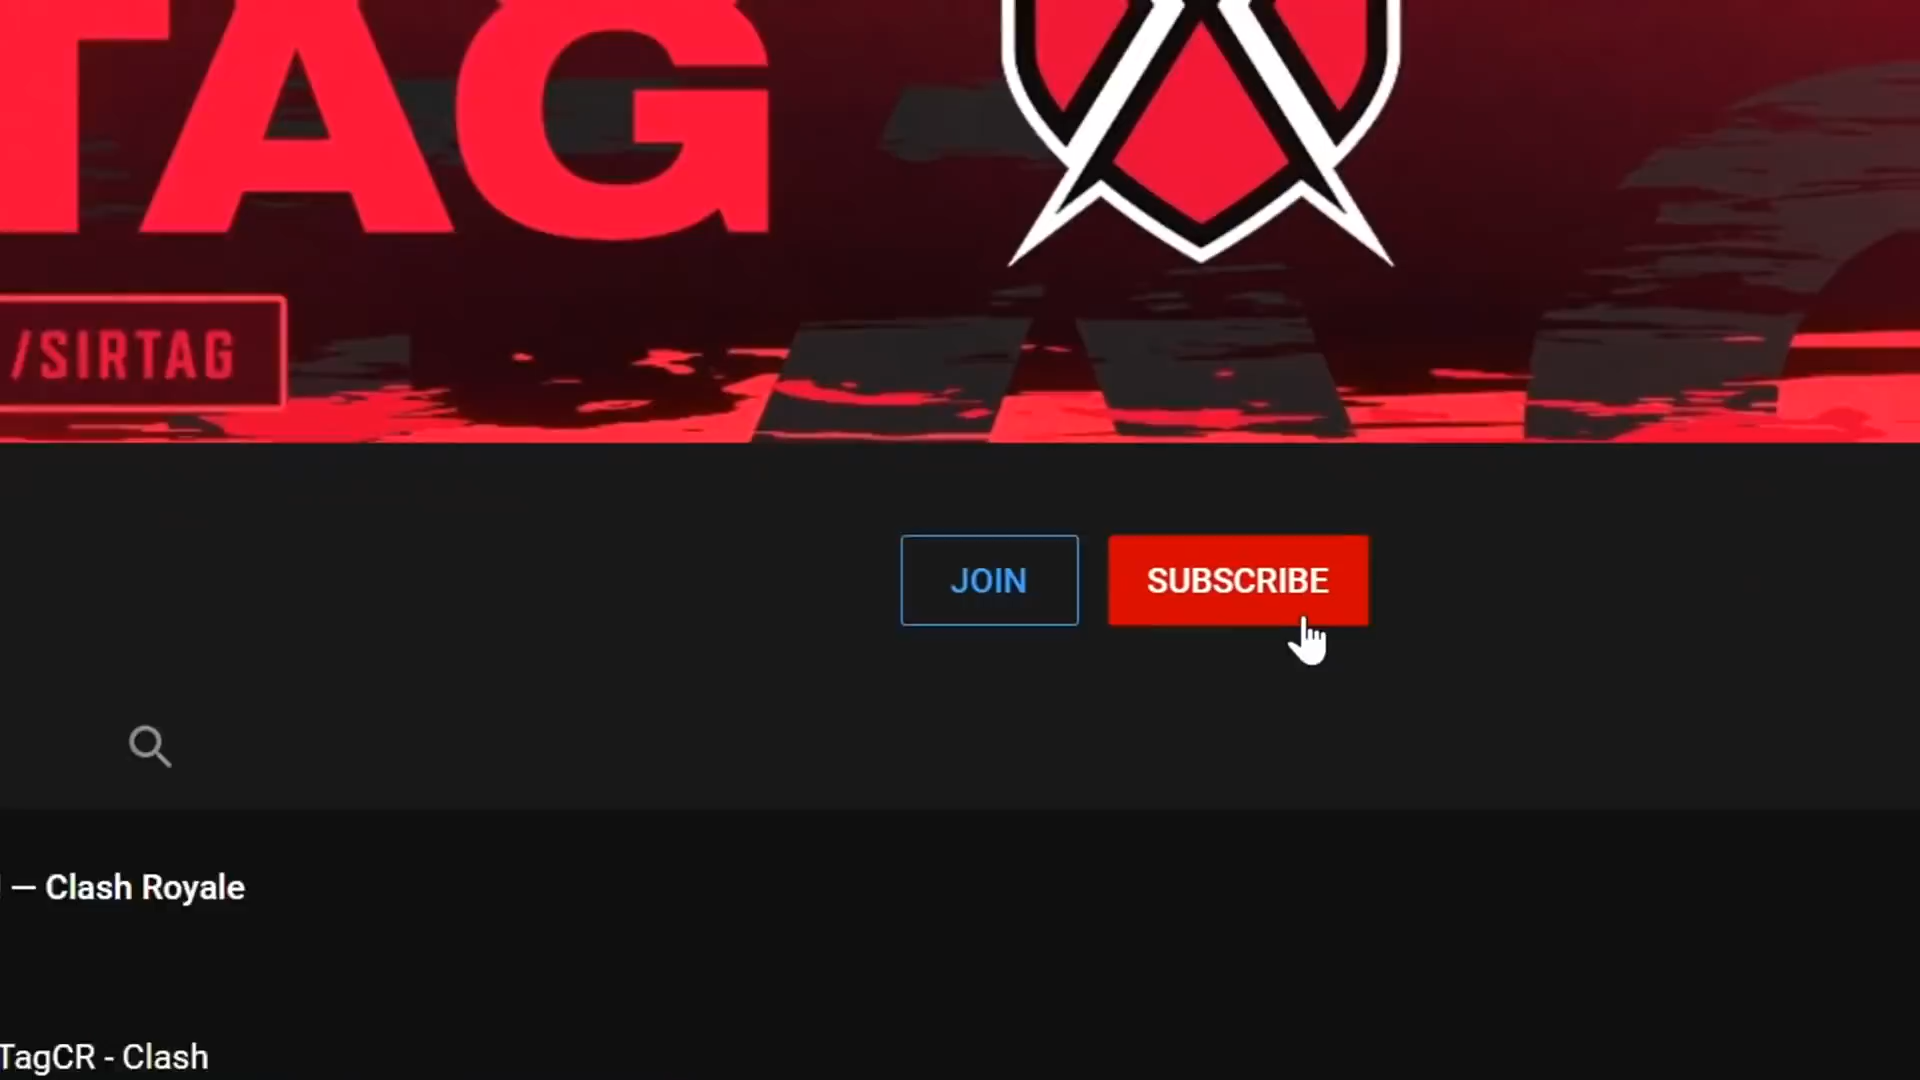 TAG
/SIRTAG
JOIN
SUBSCRIBE
— Clash Royale
TagCR - Clash